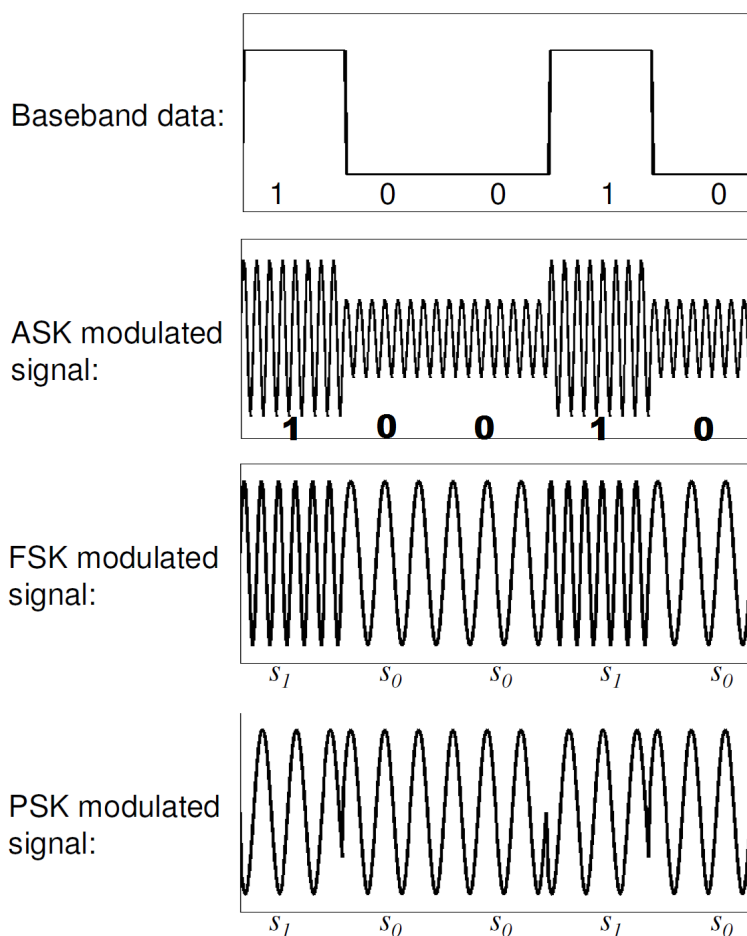 Baseband data:
1 0 0 1 0
ASK modulated
signal:
1 0 0 1 0
FSK modulated
signal:
s1 s0 s0 s1 s0
PSK modulated
signal:
s1 s0 s0 s1 s0